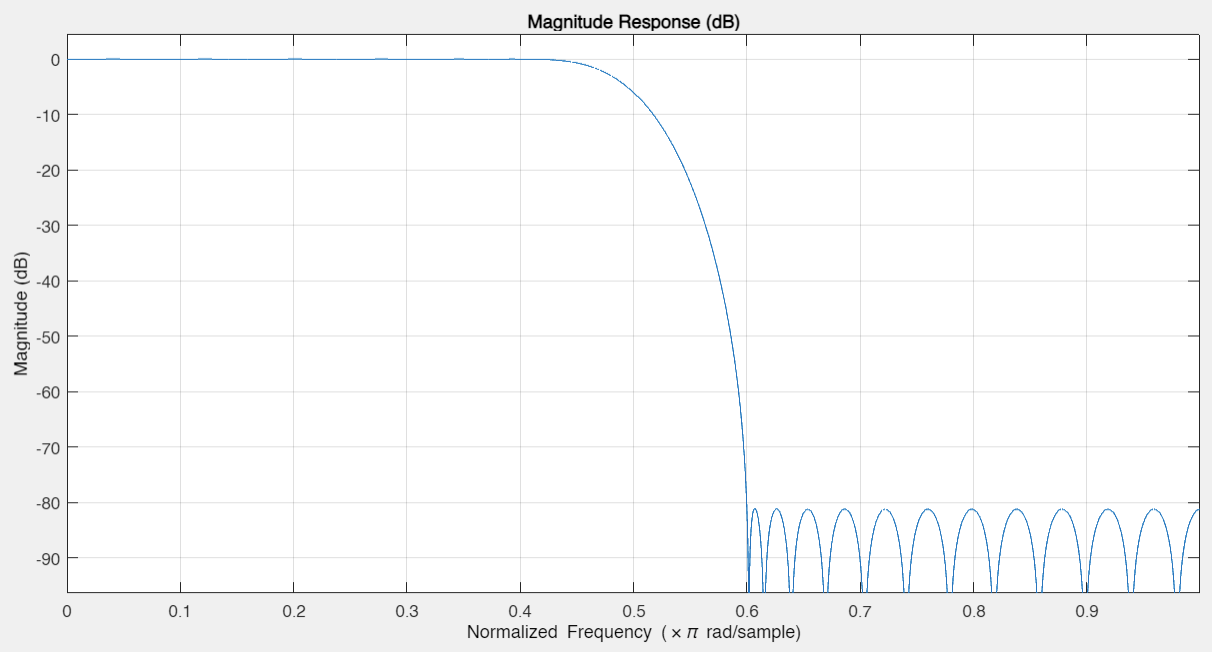 Magnitude Response (dB)
Magnitude (dB)
0
-10
-20
-30
-40
-50
-60
-70
-80
-90
0 0.1 0.2 0.3 0.4 0.5 0.6 0.7 0.8 0.9
Normalized Frequency (×π rad/sample)